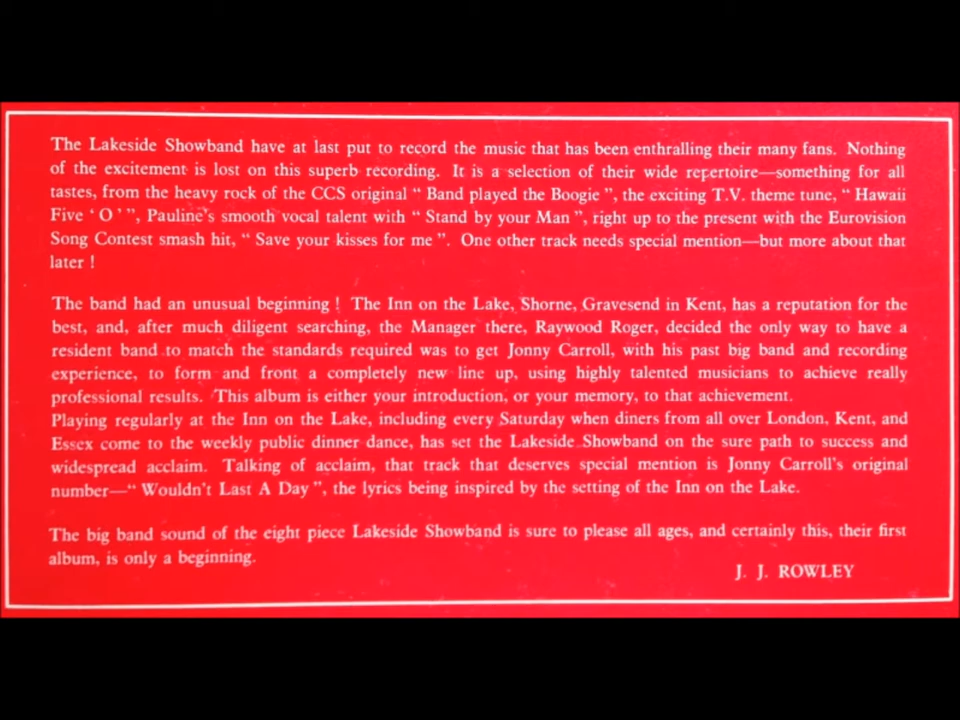 The Lakeside Showband have at last put to record the music that has been enthralling their many fans. Nothing
of the excitement is lost on this superb recording. It is a selection of their wide repertoire—something for all
tastes, from the heavy rock of the CCS original “ Band played the Boogie ”, the exciting T.V. theme tune, “ Hawaii
Five ‘ O ’ ”, Pauline's smooth vocal talent with “ Stand by your Man ”, right up to the present with the Eurovision
Song Contest smash hit, “ Save your kisses for me ”. One other track needs special mention—but more about that
later !
The band had an unusual beginning ! The Inn on the Lake, Shorne, Gravesend in Kent, has a reputation for the
best, and, after much diligent searching, the Manager there, Raywood Roger, decided the only way to have a
resident band to match the standards required was to get Jonny Carroll, with his past big band and recording
experience, to form and front a completely new line up, using highly talented musicians to achieve really
professional results. This album is either your introduction, or your memory, to that achievement.
Playing regularly at the Inn on the Lake, including every Saturday when diners from all over London, Kent, and
Essex come to the weekly public dinner dance, has set the Lakeside Showband on the sure path to success and
widespread acclaim. Talking of acclaim, that track that deserves special mention is Jonny Carroll's original
number—“ Wouldn't Last A Day ”, the lyrics being inspired by the setting of the Inn on the Lake.
The big band sound of the eight piece Lakeside Showband is sure to please all ages, and certainly this, their first
album, is only a beginning.
J. J. ROWLEY